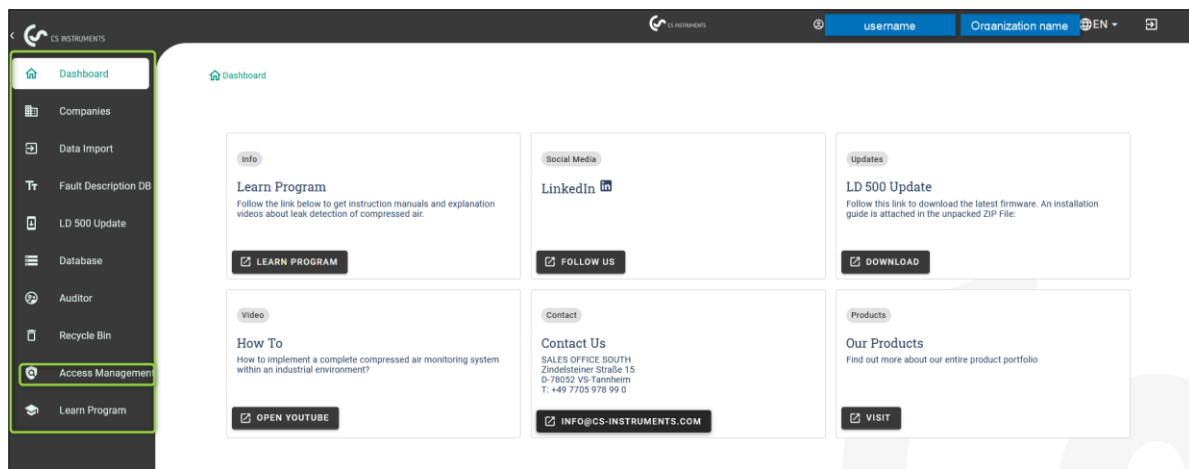 CS INSTRUMENTS
CS INSTRUMENTS
username
Organization name
EN
Dashboard
Companies
Data Import
Fault Description DB
LD 500 Update
Database
Auditor
Recycle Bin
Access Management
Learn Program
Dashboard
Info
Learn Program
Follow the link below to get instruction manuals and explanation
videos about leak detection of compressed air.
LEARN PROGRAM
Social Media
LinkedIn in
FOLLOW US
Updates
LD 500 Update
Follow this link to download the latest firmware. An installation
guide is attached in the unpacked ZIP File:
DOWNLOAD
Video
How To
How to implement a complete compressed air monitoring system
within an industrial environment?
OPEN YOUTUBE
Contact
Contact Us
SALES OFFICE SOUTH
Zindelsteiner Straße 15
D-78052 VS-Tannheim
T: +49 7705 978 99 0
INFO@CS-INSTRUMENTS.COM
Products
Our Products
Find out more about our entire product portfolio
VISIT